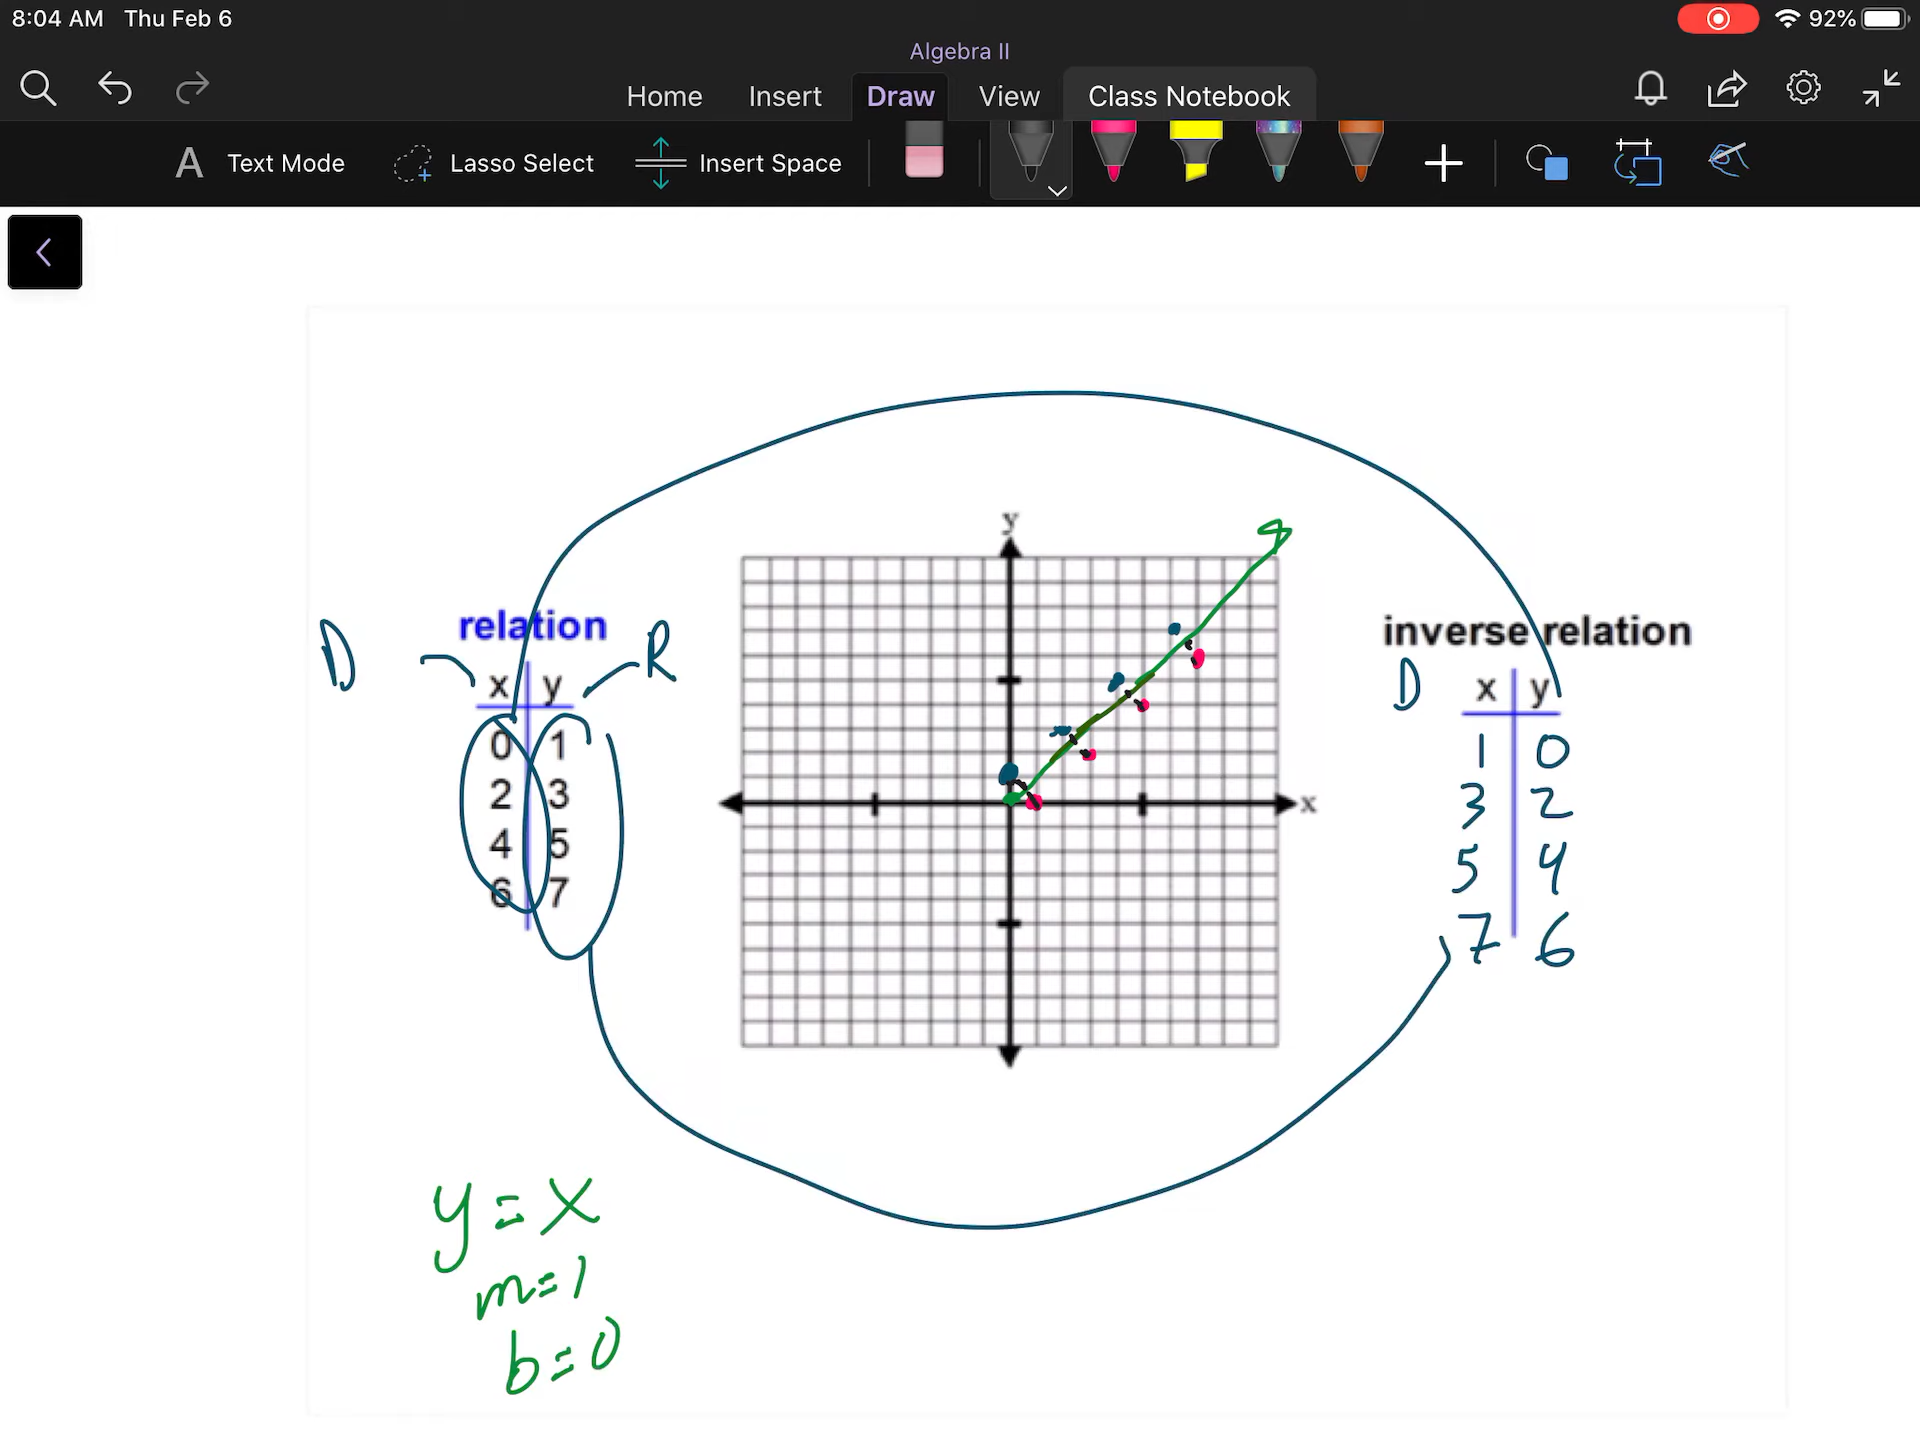 8:04 AM Thu Feb 6
92%
Algebra II
Home Insert Draw View Class Notebook
A Text Mode Lasso Select Insert Space
y
x
D relation R
x y
0 1
2 3
4 5
6 7
inverse relation
D x y
1 0
3 2
5 4
7 6
y = x
m = 1
b = 0